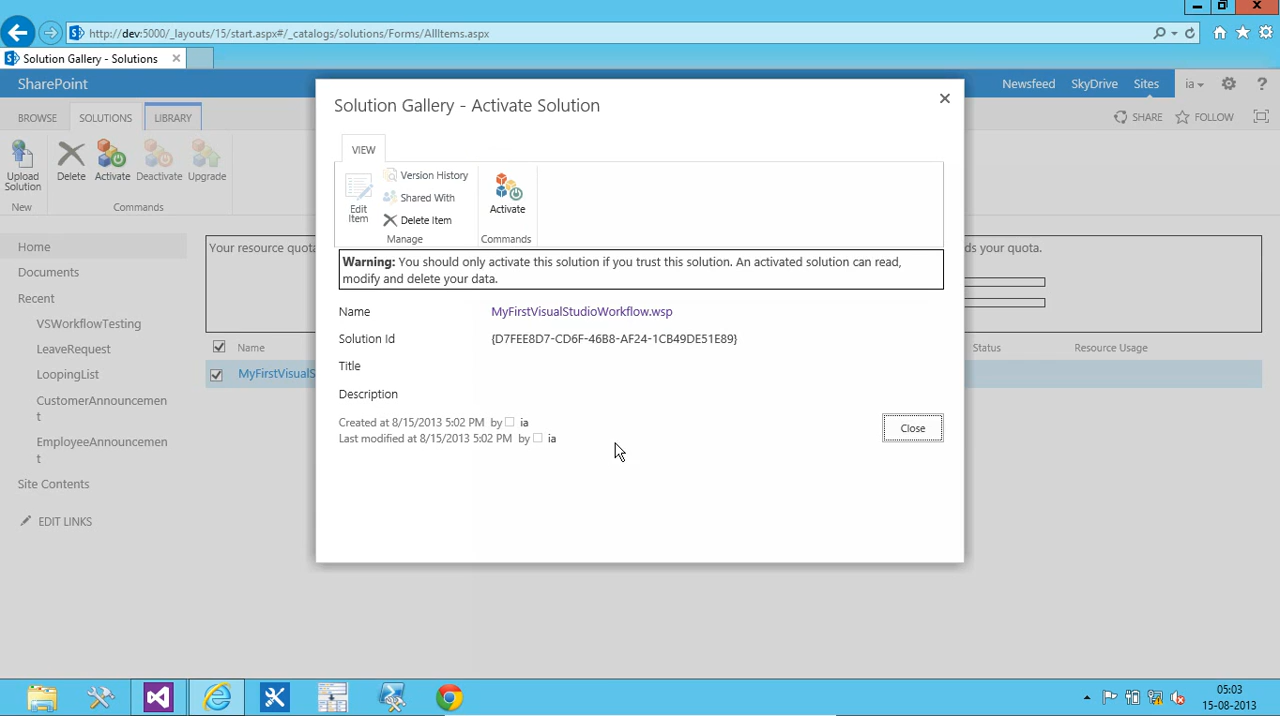 http://dev:5000/_layouts/15/start.aspx#/_catalogs/solutions/Forms/AllItems.aspx
Solution Gallery - Solutions
SharePoint
Newsfeed SkyDrive Sites ia
BROWSE SOLUTIONS LIBRARY
SHARE FOLLOW
Upload Solution
Delete
Activate
Deactivate
Upgrade
New
Commands
Home
Documents
Recent
VSWorkflowTesting
LeaveRequest
LoopingList
CustomerAnnouncemen
t
EmployeeAnnouncemen
t
Site Contents
EDIT LINKS
Your resource quota
ds your quota.
Name
Status
Resource Usage
MyFirstVisualS
Solution Gallery - Activate Solution
VIEW
Edit
Item
Version History
Shared With
Delete Item
Manage
Activate
Commands
Warning: You should only activate this solution if you trust this solution. An activated solution can read,
modify and delete your data.
Name MyFirstVisualStudioWorkflow.wsp
Solution Id {D7FEE8D7-CD6F-46B8-AF24-1CB49DE51E89}
Title
Description
Created at 8/15/2013 5:02 PM by ia
Last modified at 8/15/2013 5:02 PM by ia
Close
05:03
15-08-2013